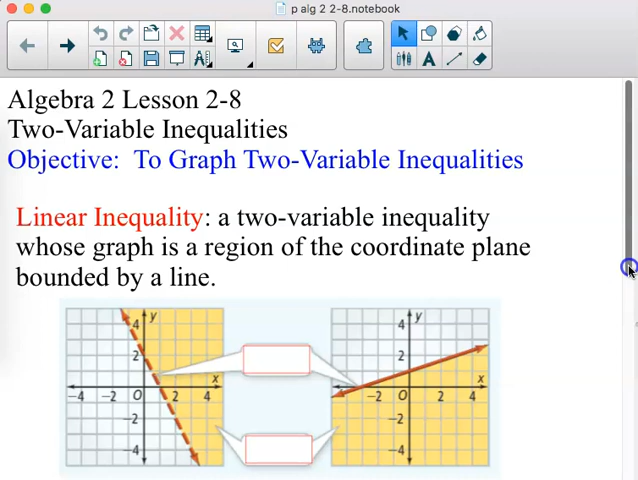 p alg 2 2-8.notebook
Algebra 2 Lesson 2-8
Two-Variable Inequalities
Objective: To Graph Two-Variable Inequalities
Linear Inequality: a two-variable inequality
whose graph is a region of the coordinate plane
bounded by a line.
y
4
2
x
−4 −2 O 2 4
−2
−4
y
4
2
x
−2 O 2 4
−2
−4